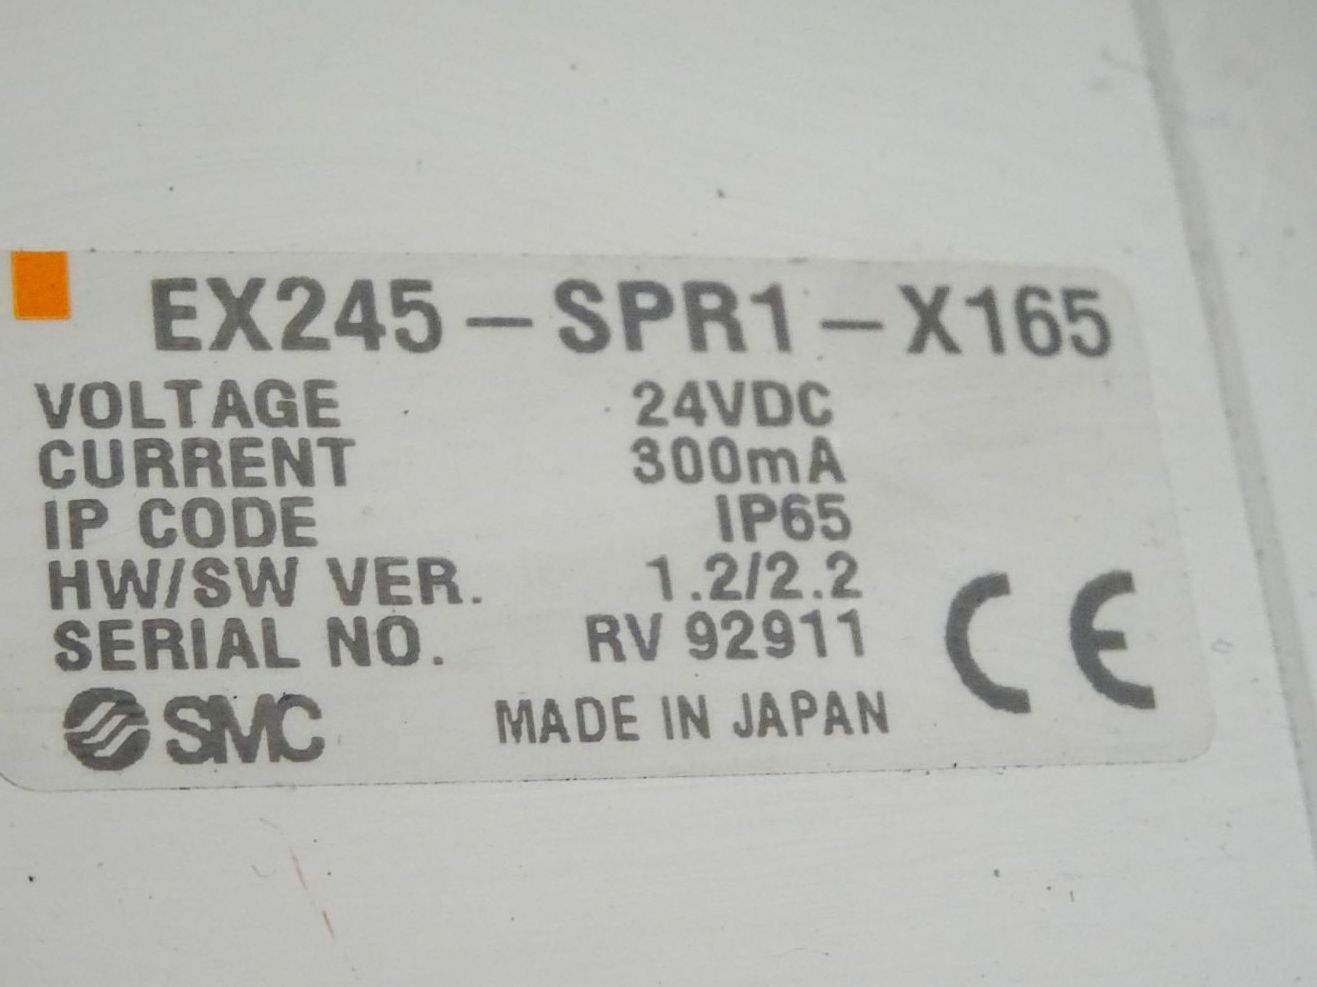 EX245-SPR1-X165
VOLTAGE 24VDC
CURRENT 300mA
IP CODE IP65
HW/SW VER. 1.2/2.2
SERIAL NO. RV 92911
SMC MADE IN JAPAN CE